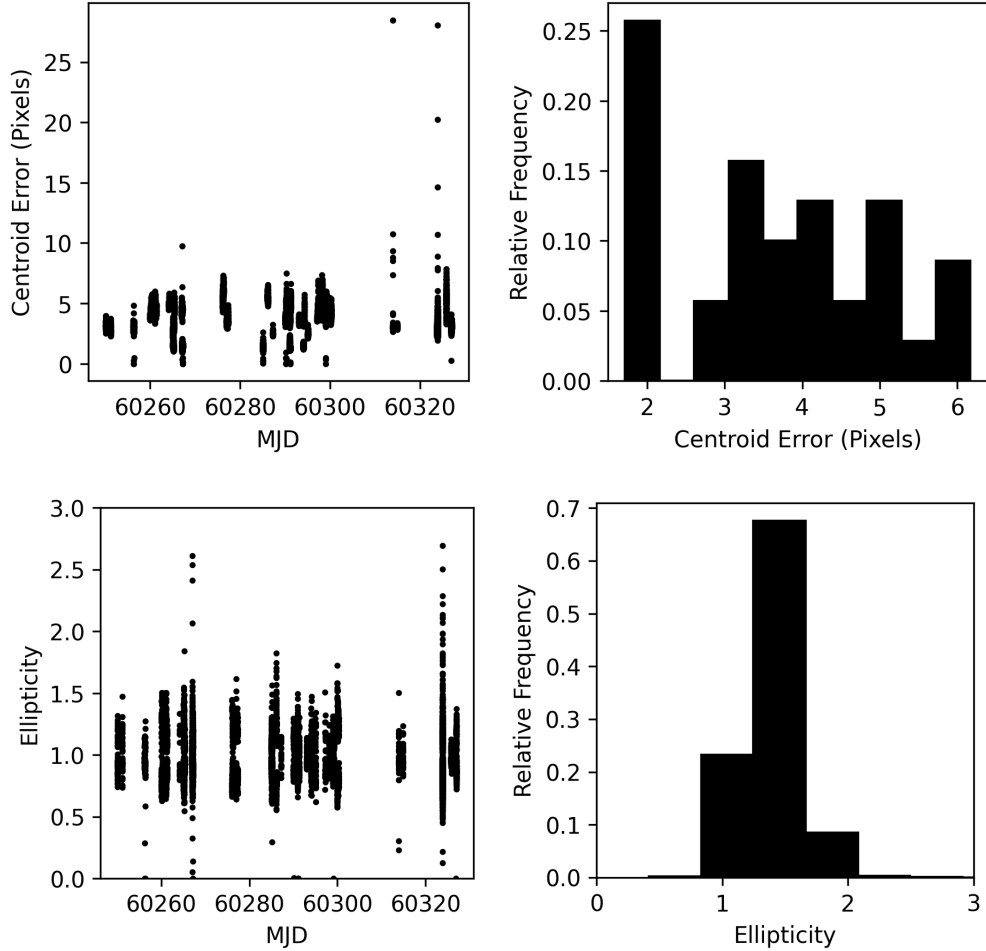 Centroid Error (Pixels)
25
20
15
10
5
0
60260 60280 60300 60320
MJD
Relative Frequency
0.25
0.20
0.15
0.10
0.05
0.00
2 3 4 5 6
Centroid Error (Pixels)
Ellipticity
3.0
2.5
2.0
1.5
1.0
0.5
0.0
60260 60280 60300 60320
MJD
Relative Frequency
0.7
0.6
0.5
0.4
0.3
0.2
0.1
0.0
0 1 2 3
Ellipticity